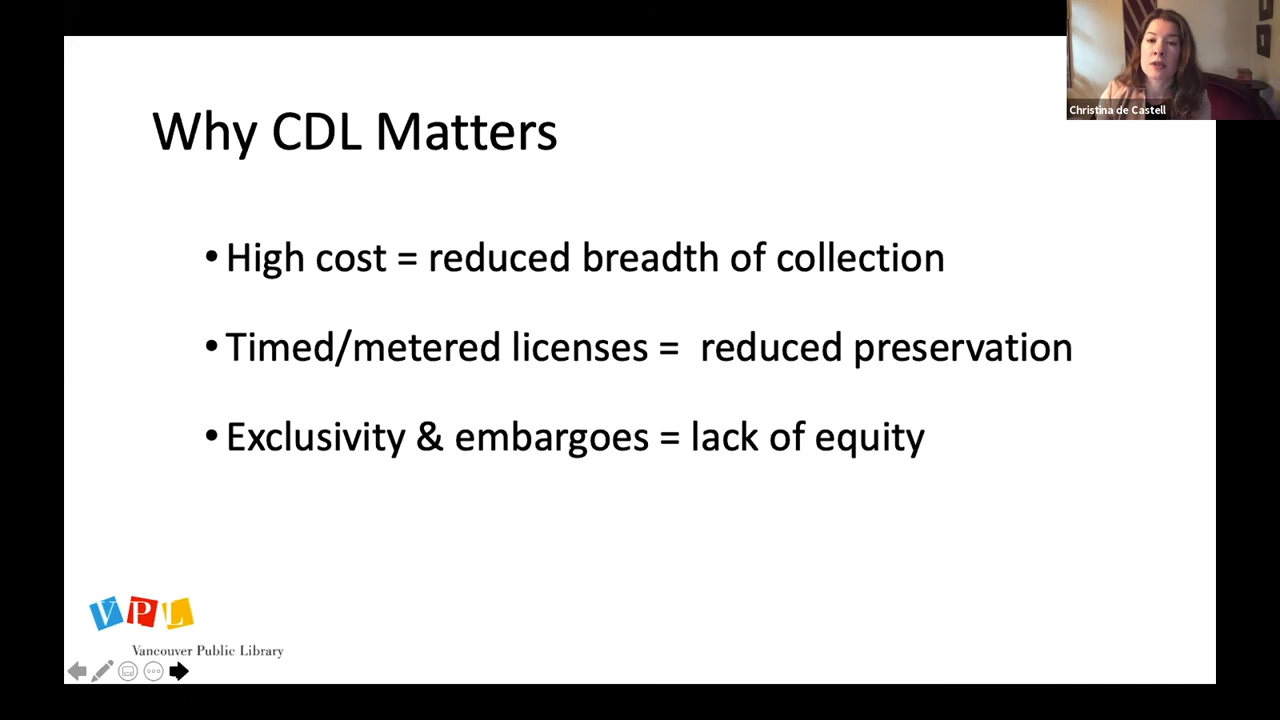 Christina de Castell
Why CDL Matters
• High cost = reduced breadth of collection
• Timed/metered licenses = reduced preservation
• Exclusivity & embargoes = lack of equity
VPL
Vancouver Public Library